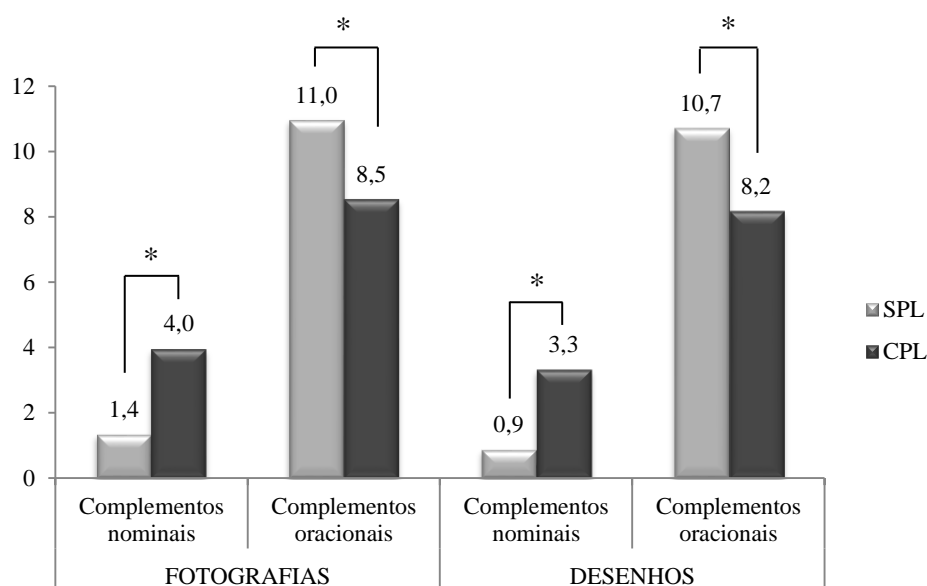 *
*
12
11,0
10,7
10
8,5
8,2
8
*
*
6
4,0
SPL
3,3
4
CPL
1,4
2
0,9
0
Complementos nominais
Complementos oracionais
Complementos nominais
Complementos oracionais
FOTOGRAFIAS
DESENHOS